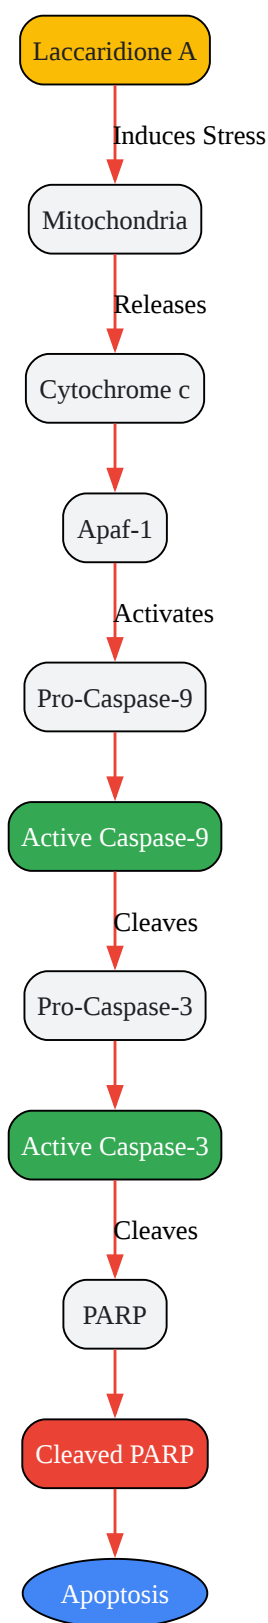 Laccaridione A
Induces Stress
Mitochondria
Releases
Cytochrome c
Apaf-1
Activates
Pro-Caspase-9
Active Caspase-9
Cleaves
Pro-Caspase-3
Active Caspase-3
Cleaves
PARP
Cleaved PARP
Apoptosis